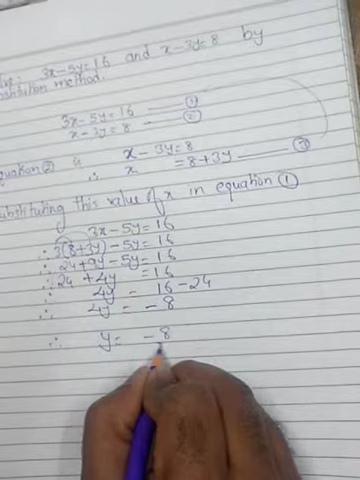 3x-5y=16 and x-3y=8 by
method.
3x-5y=16 ——— ①
x-3y=8 ——— ②
equation ② is x - 3y=8
∴ x =8+3y ——— ③
Substituting this value of x in equation ①
3x-5y=16
∴ 3(8+3y)-5y=16
∴ 24+9y-5y=16
∴ 24 + 4y =16
∴ 4y = 16-24
∴ 4y = -8
∴ y= -8